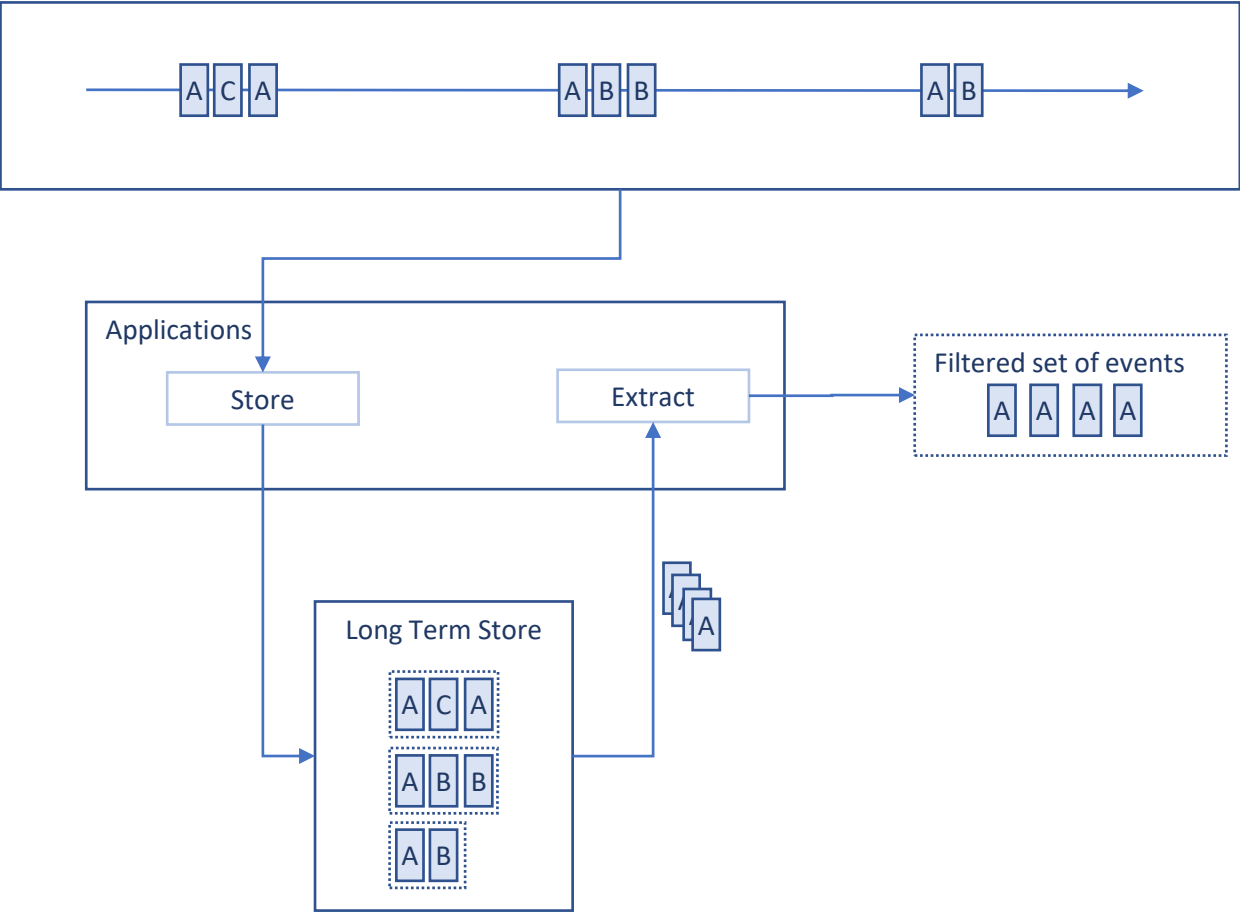 A C A A B B A B
Applications
Store
Extract
Filtered set of events
A A A A
A
Long Term Store
A C A
A B B
A B